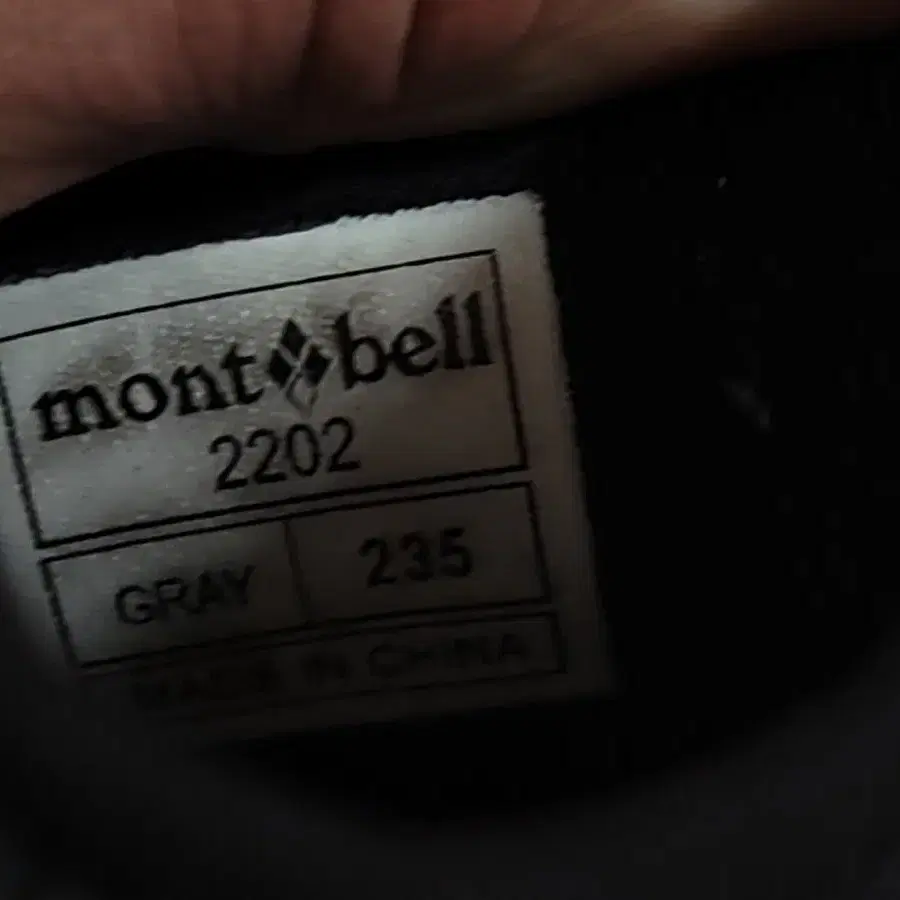 mont bell
2202
GRAY 235
MADE IN CHINA